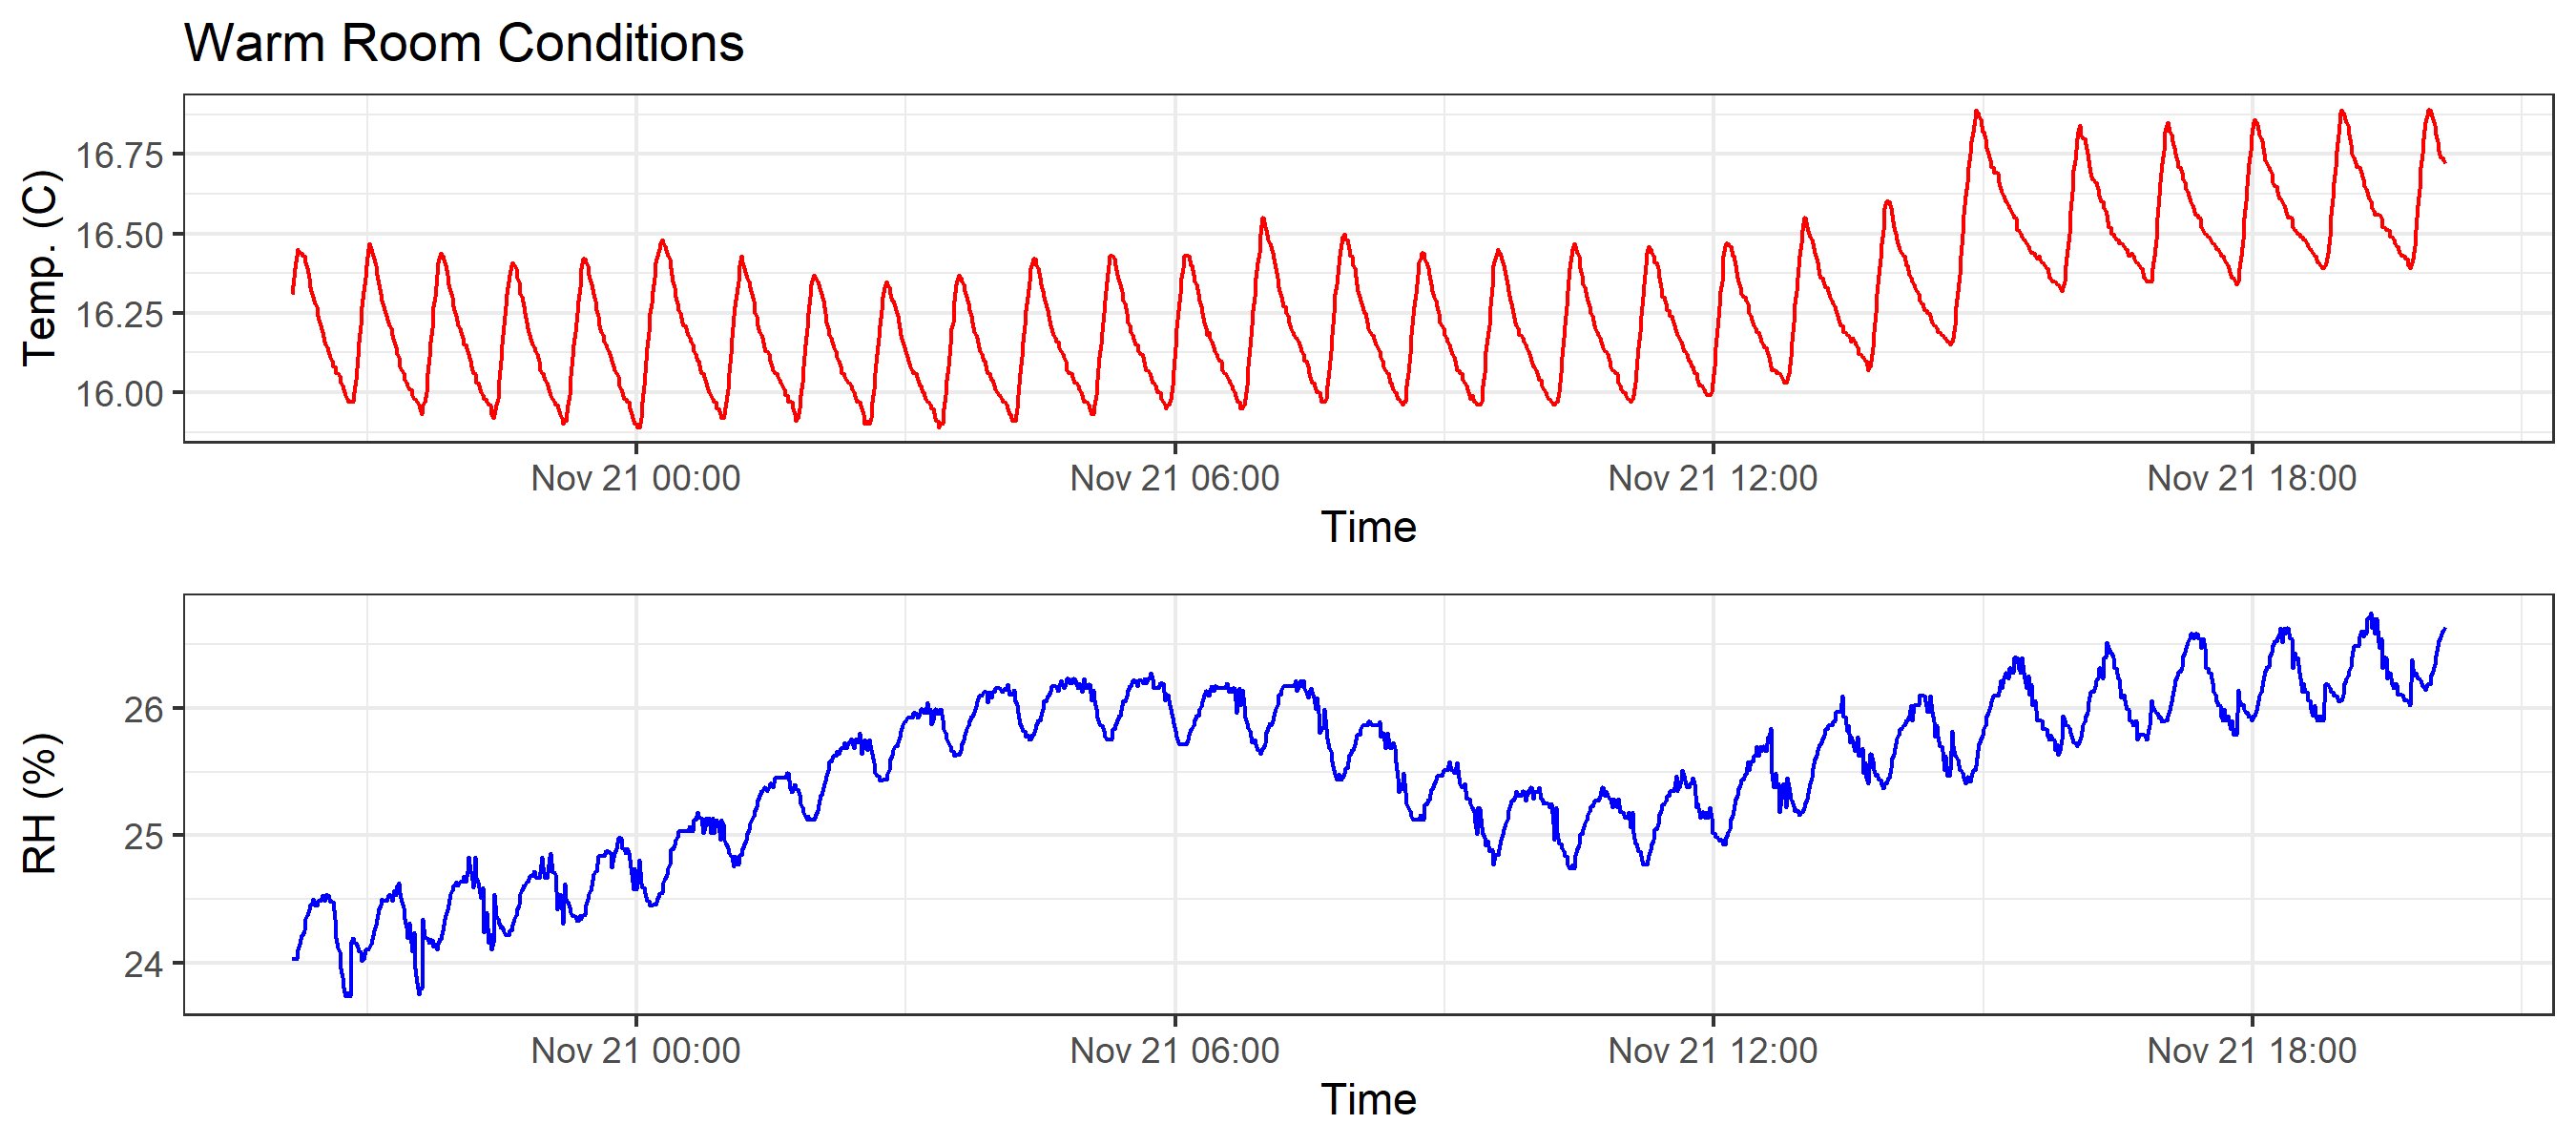 Warm Room Conditions
Temp. (C)
16.75
16.50
16.25
16.00
Nov 21 00:00 Nov 21 06:00 Nov 21 12:00 Nov 21 18:00
Time
RH (%)
26
25
24
Nov 21 00:00 Nov 21 06:00 Nov 21 12:00 Nov 21 18:00
Time